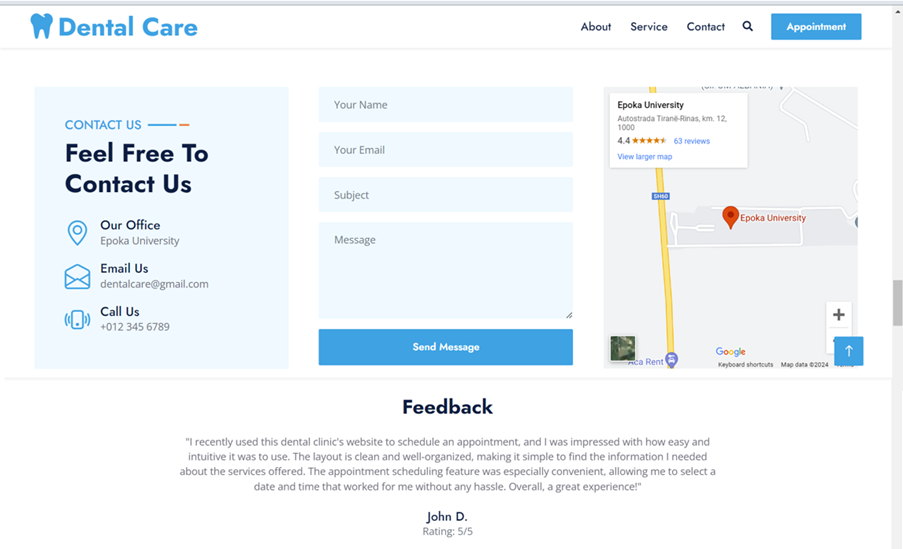 Dental Care
About
Service
Contact
Appointment
CONTACT US
Feel Free To
Contact Us
Our Office
Epoka University
Email Us
dentalcare@gmail.com
Call Us
+012 345 6789
Your Name
Your Email
Subject
Message
Send Message
Epoka University
Autostrada Tiranë-Rinas, km. 12,
1000
4.4
63 reviews
View larger map
SH60
Epoka University
Aca Rent
Google
Keyboard shortcuts
Map data ©2024
Feedback
"I recently used this dental clinic's website to schedule an appointment, and I was impressed with how easy and
intuitive it was to use. The layout is clean and well-organized, making it simple to find the information I needed
about the services offered. The appointment scheduling feature was especially convenient, allowing me to select a
date and time that worked for me without any hassle. Overall, a great experience!"
John D.
Rating: 5/5